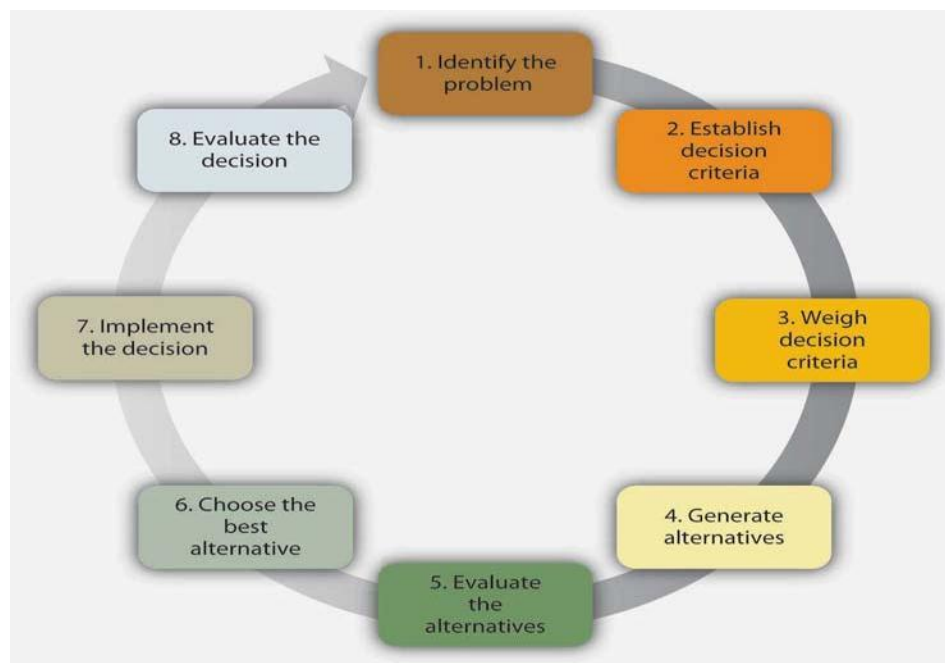 1. Identify the
problem
2. Establish
decision
criteria
3. Weigh
decision
criteria
4. Generate
alternatives
5. Evaluate
the
alternatives
6. Choose the
best
alternative
7. Implement
the decision
8. Evaluate the
decision